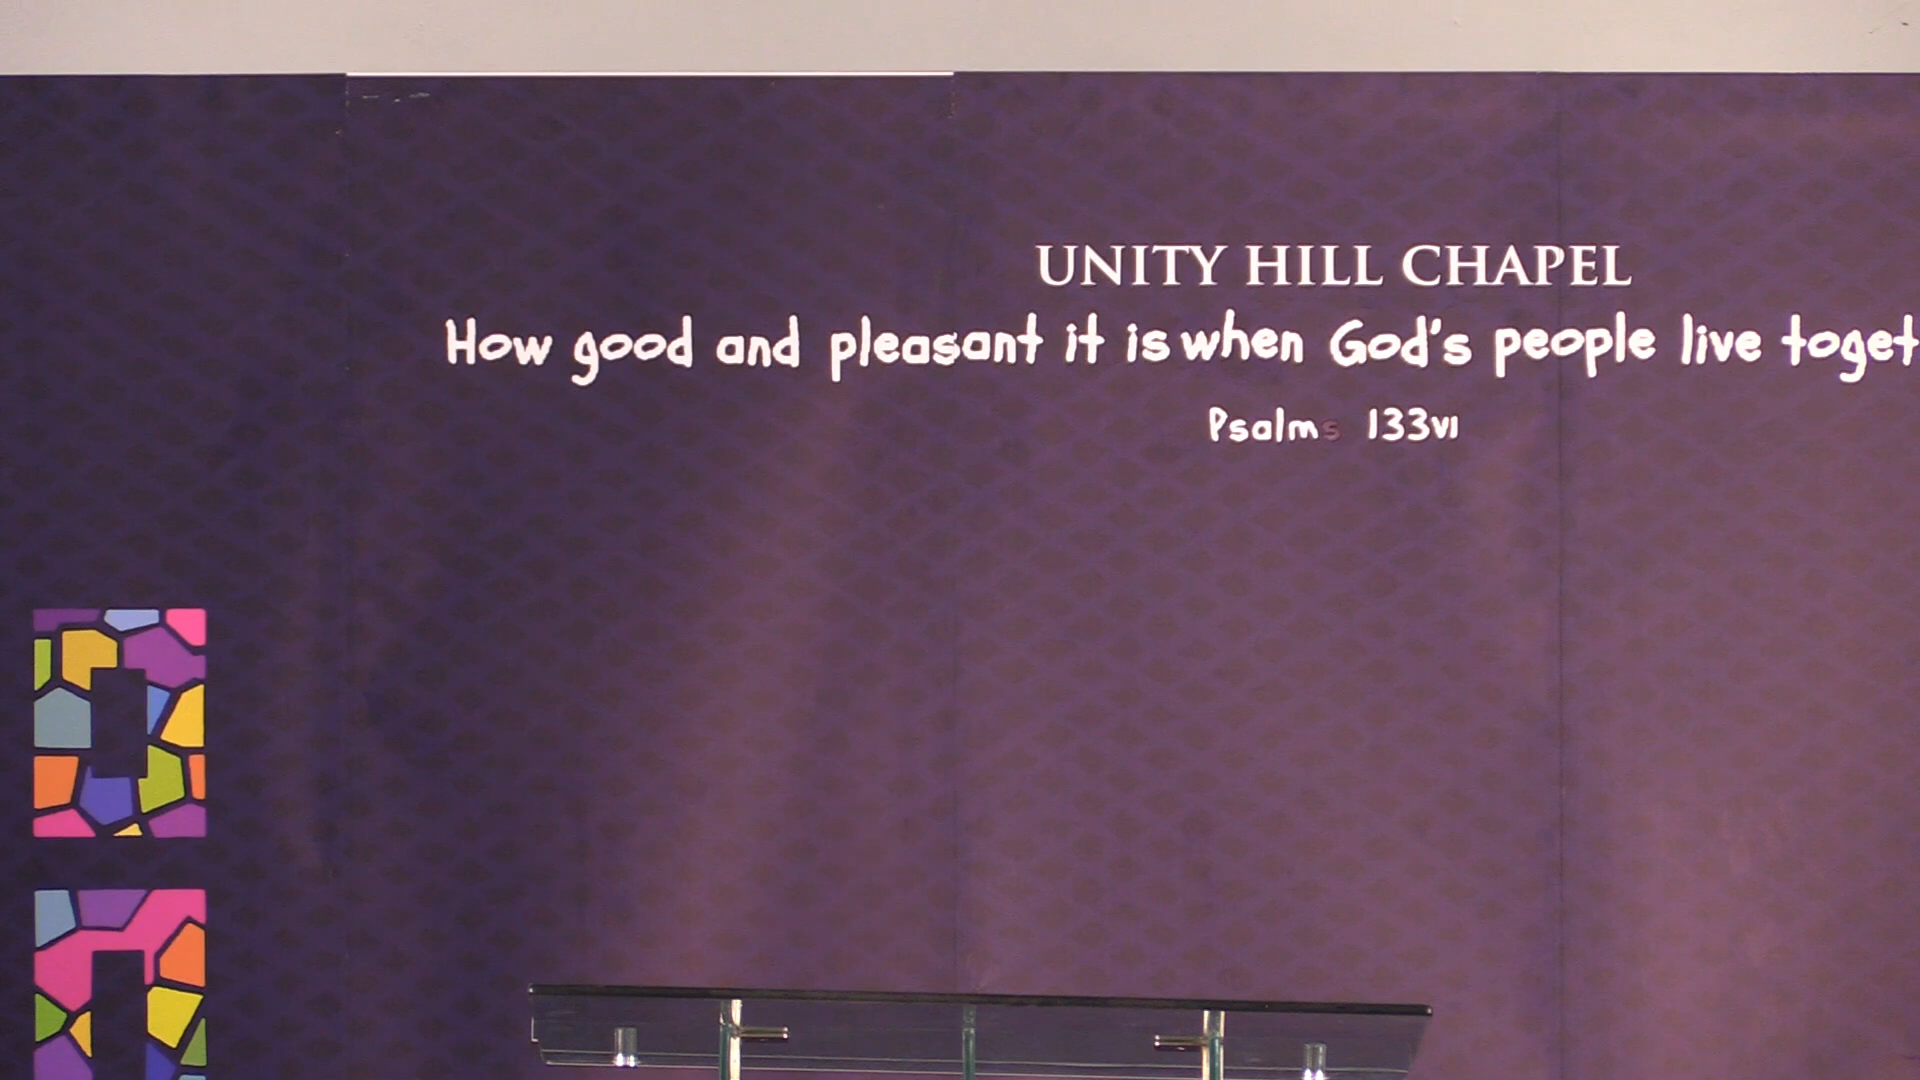 UNITY HILL CHAPEL
How good and pleasant it is when God's people live toget
Psalms 133v1